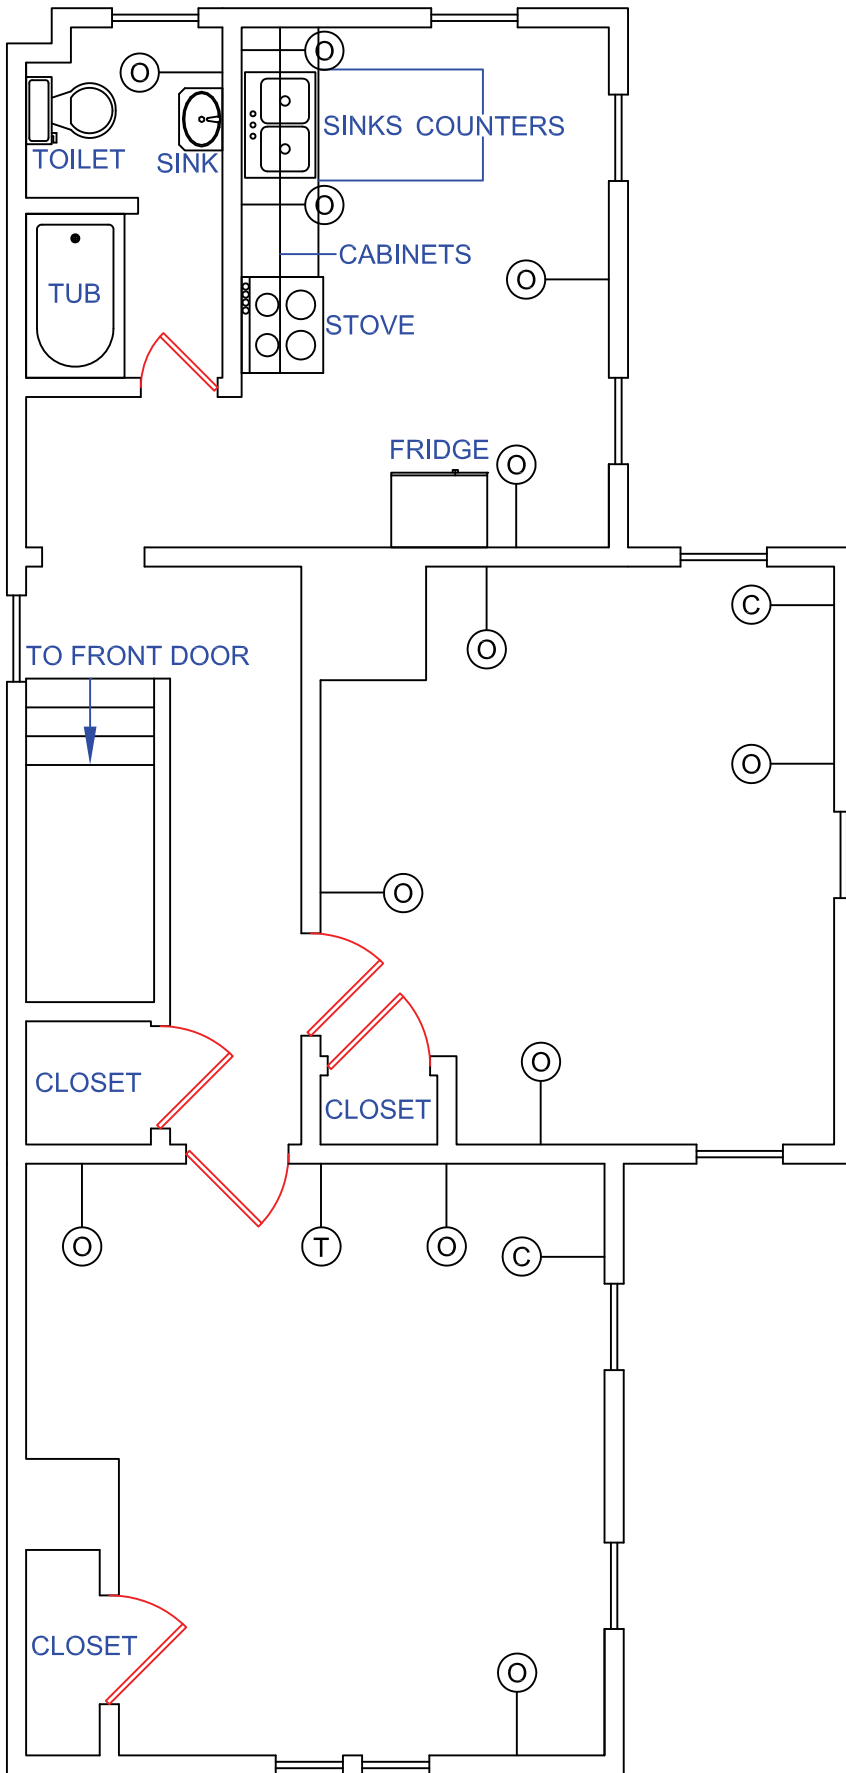 O
O
SINKS COUNTERS
TOILET
SINK
O
CABINETS
O
TUB
STOVE
FRIDGE
O
C
O
TO FRONT DOOR
O
O
O
CLOSET
CLOSET
O
T
O
C
CLOSET
O